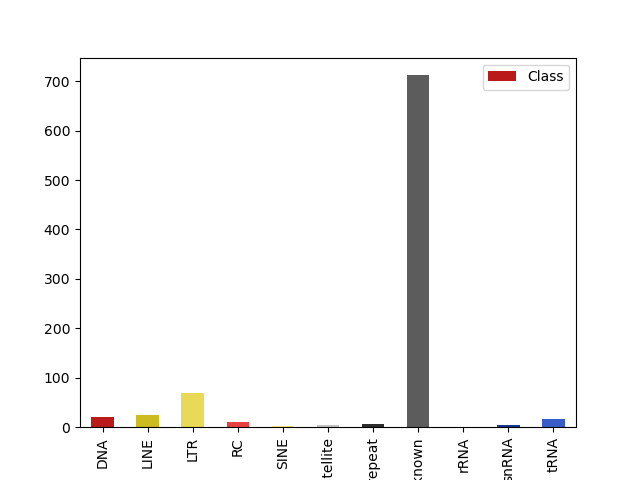 700
600
500
400
300
200
100
0
Class
DNA
LINE
LTR
RC
SINE
tellite
repeat
known
rRNA
snRNA
tRNA